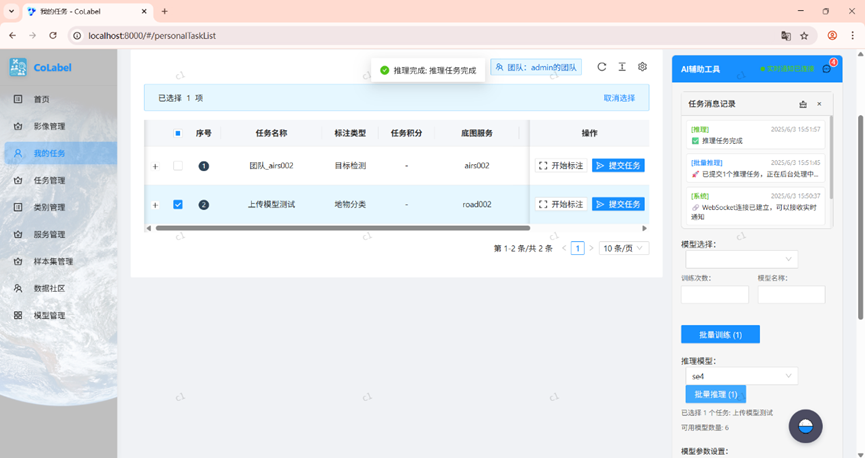 我的任务 - CoLabel
localhost:8000/#/personalTaskList
CoLabel
推理完成: 推理任务完成
团队: admin的团队
AI辅助工具
4
首页
影像管理
我的任务
任务管理
类别管理
服务管理
样本集管理
数据社区
模型管理
已选择 1 项
取消选择
序号 任务名称 标注类型 任务积分 底图服务 操作
1 团队_airs002 目标检测 - airs002 开始标注 提交任务
2 上传模型测试 地物分类 - road002 开始标注 提交任务
第 1-2 条/共 2 条 1 10 条/页
任务消息记录
[推理] 2025/6/3 15:51:57
推理任务完成
[批量推理] 2025/6/3 15:51:45
已提交1个推理任务，正在后台处理中...
[系统] 2025/6/3 15:50:37
WebSocket连接已建立，可以接收实时
通知
模型选择:
训练次数: 模型名称:
批量训练 (1)
推理模型:
se4
批量推理 (1)
已选择 1 个任务: 上传模型测试
可用模型数量: 6
模型参数设置: